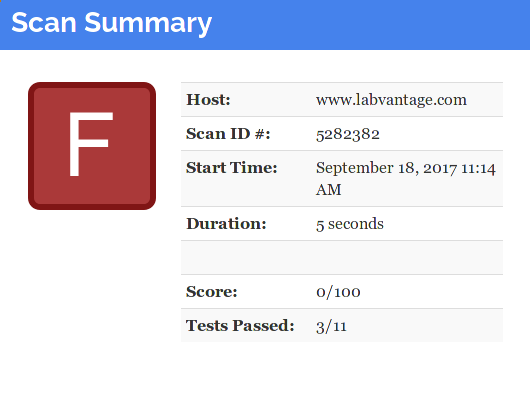 Scan Summary
F
Host: www.labvantage.com
Scan ID #: 5282382
Start Time: September 18, 2017 11:14
AM
Duration: 5 seconds
Score: 0/100
Tests Passed: 3/11